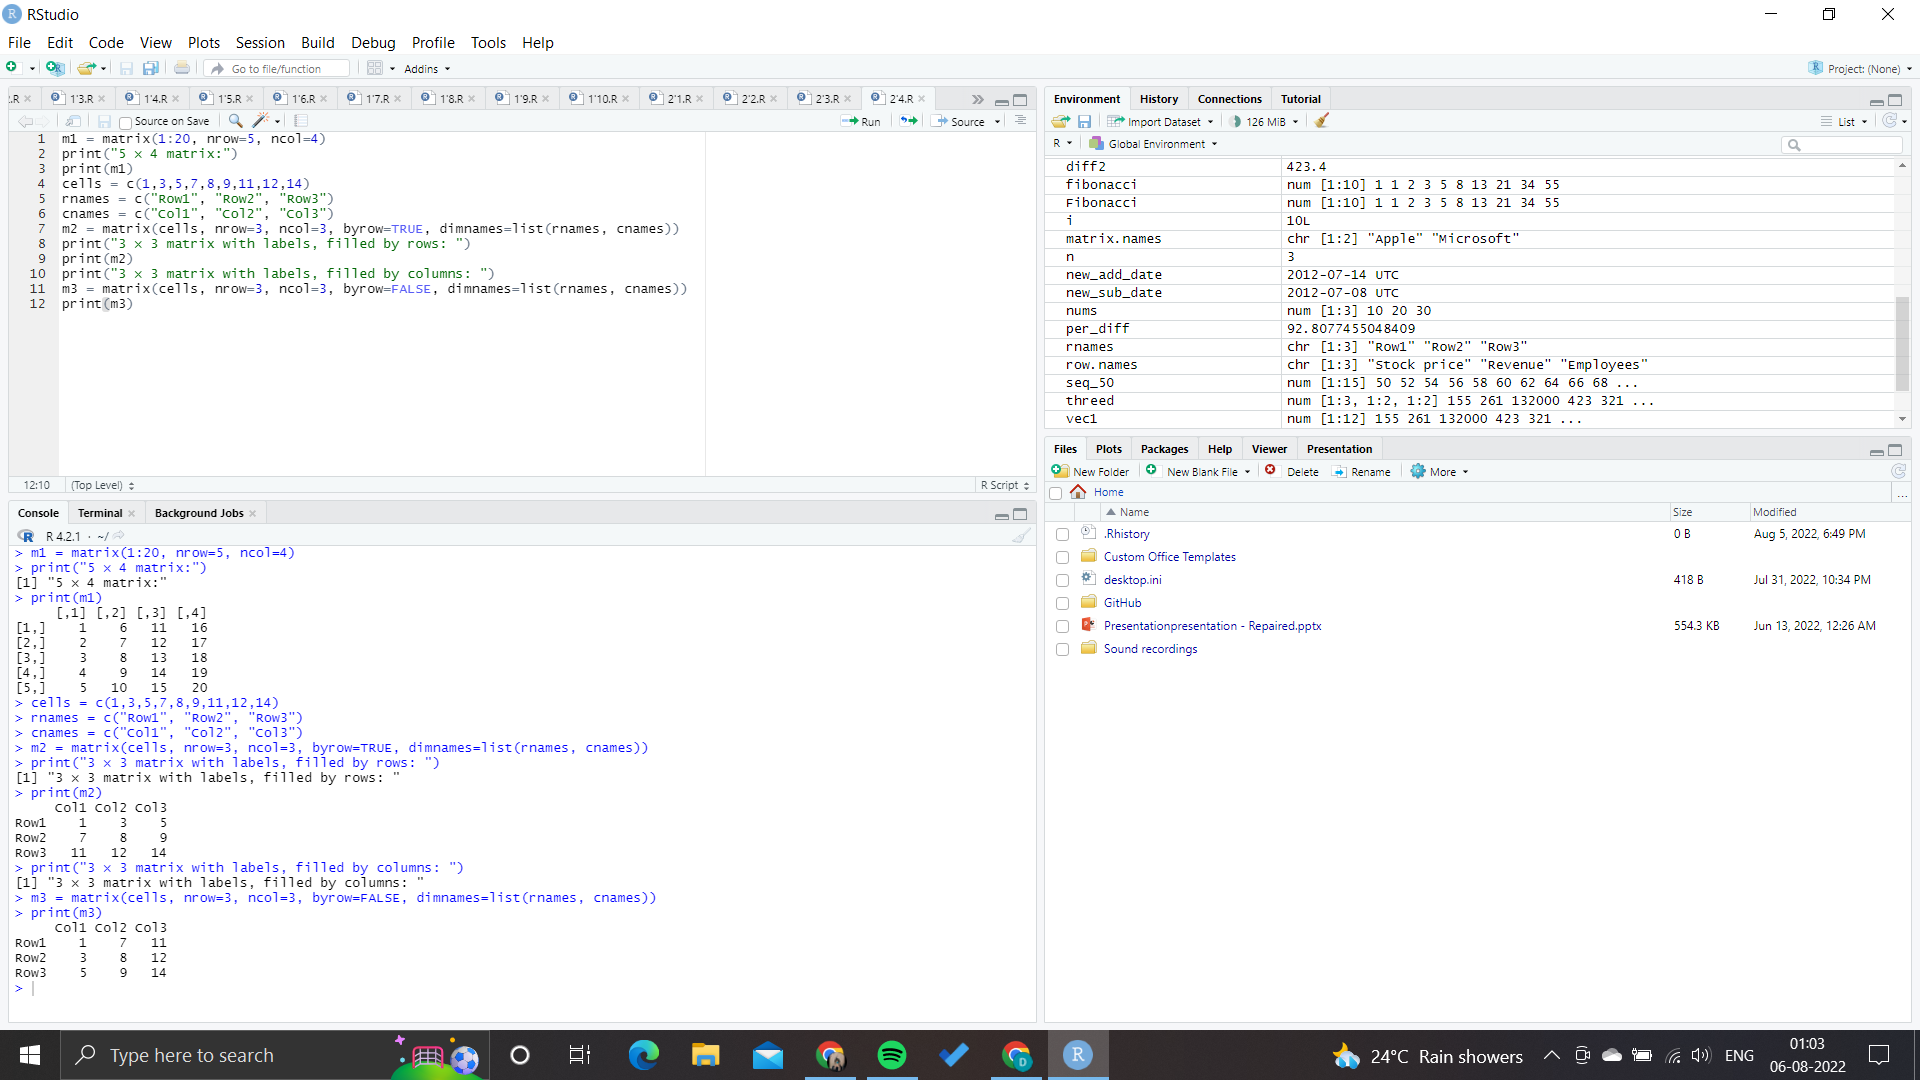 RStudio
File Edit Code View Plots Session Build Debug Profile Tools Help
Go to file/function Addins Project: (None)
.R 1'3.R 1'4.R 1'5.R 1'6.R 1'7.R 1'8.R 1'9.R 1'10.R 2'1.R 2'2.R 2'3.R 2'4.R
Source on Save Run Source
1 m1 = matrix(1:20, nrow=5, ncol=4)
2 print("5 × 4 matrix:")
3 print(m1)
4 cells = c(1,3,5,7,8,9,11,12,14)
5 rnames = c("Row1", "Row2", "Row3")
6 cnames = c("Col1", "Col2", "Col3")
7 m2 = matrix(cells, nrow=3, ncol=3, byrow=TRUE, dimnames=list(rnames, cnames))
8 print("3 × 3 matrix with labels, filled by rows: ")
9 print(m2)
10 print("3 × 3 matrix with labels, filled by columns: ")
11 m3 = matrix(cells, nrow=3, ncol=3, byrow=FALSE, dimnames=list(rnames, cnames))
12 print(m3)
12:10 (Top Level) R Script
Console Terminal Background Jobs
R 4.2.1 · ~/
> m1 = matrix(1:20, nrow=5, ncol=4)
> print("5 × 4 matrix:")
[1] "5 × 4 matrix:"
> print(m1)
[,1] [,2] [,3] [,4]
[1,] 1 6 11 16
[2,] 2 7 12 17
[3,] 3 8 13 18
[4,] 4 9 14 19
[5,] 5 10 15 20
> cells = c(1,3,5,7,8,9,11,12,14)
> rnames = c("Row1", "Row2", "Row3")
> cnames = c("Col1", "Col2", "Col3")
> m2 = matrix(cells, nrow=3, ncol=3, byrow=TRUE, dimnames=list(rnames, cnames))
> print("3 × 3 matrix with labels, filled by rows: ")
[1] "3 × 3 matrix with labels, filled by rows: "
> print(m2)
Col1 Col2 Col3
Row1 1 3 5
Row2 7 8 9
Row3 11 12 14
> print("3 × 3 matrix with labels, filled by columns: ")
[1] "3 × 3 matrix with labels, filled by columns: "
> m3 = matrix(cells, nrow=3, ncol=3, byrow=FALSE, dimnames=list(rnames, cnames))
> print(m3)
Col1 Col2 Col3
Row1 1 7 11
Row2 3 8 12
Row3 5 9 14
>
Environment History Connections Tutorial
Import Dataset 126 MiB List
R Global Environment
diff2 423.4
fibonacci num [1:10] 1 1 2 3 5 8 13 21 34 55
Fibonacci num [1:10] 1 1 2 3 5 8 13 21 34 55
i 10L
matrix.names chr [1:2] "Apple" "Microsoft"
n 3
new_add_date 2012-07-14 UTC
new_sub_date 2012-07-08 UTC
nums num [1:3] 10 20 30
per_diff 92.8077455048409
rnames chr [1:3] "Row1" "Row2" "Row3"
row.names chr [1:3] "Stock price" "Revenue" "Employees"
seq_50 num [1:15] 50 52 54 56 58 60 62 64 66 68 ...
threed num [1:3, 1:2, 1:2] 155 261 132000 423 321 ...
vec1 num [1:12] 155 261 132000 423 321 ...
Files Plots Packages Help Viewer Presentation
New Folder New Blank File Delete Rename More
Home ...
Name Size Modified
.Rhistory 0 B Aug 5, 2022, 6:49 PM
Custom Office Templates
desktop.ini 418 B Jul 31, 2022, 10:34 PM
GitHub
Presentationpresentation - Repaired.pptx 554.3 KB Jun 13, 2022, 12:26 AM
Sound recordings
Type here to search
24°C Rain showers ENG 01:03
06-08-2022